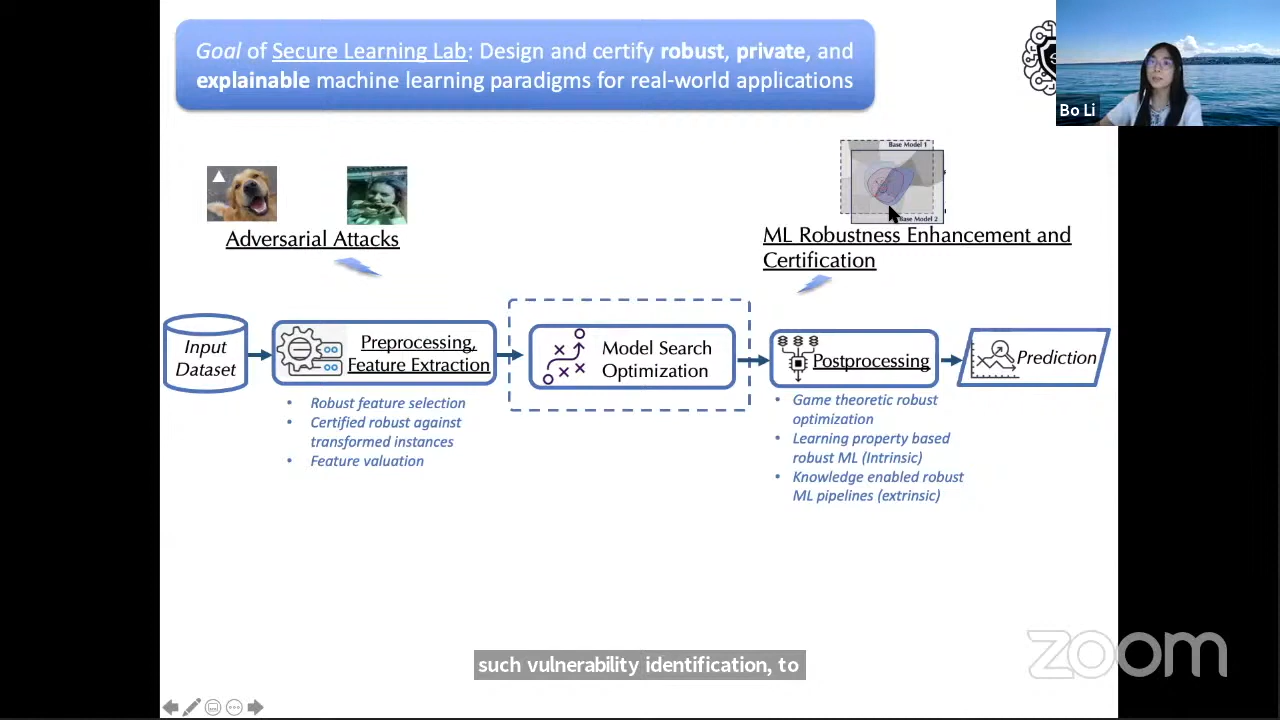 Goal of Secure Learning Lab: Design and certify robust, private, and
explainable machine learning paradigms for real-world applications
Bo Li
Base Model 1
Base Model 2
Adversarial Attacks
ML Robustness Enhancement and
Certification
Input
Dataset
Preprocessing,
Feature Extraction
Model Search
Optimization
Postprocessing
Prediction
• Robust feature selection
• Certified robust against
transformed instances
• Feature valuation
• Game theoretic robust
optimization
• Learning property based
robust ML (Intrinsic)
• Knowledge enabled robust
ML pipelines (extrinsic)
such vulnerability identification, to
zoom